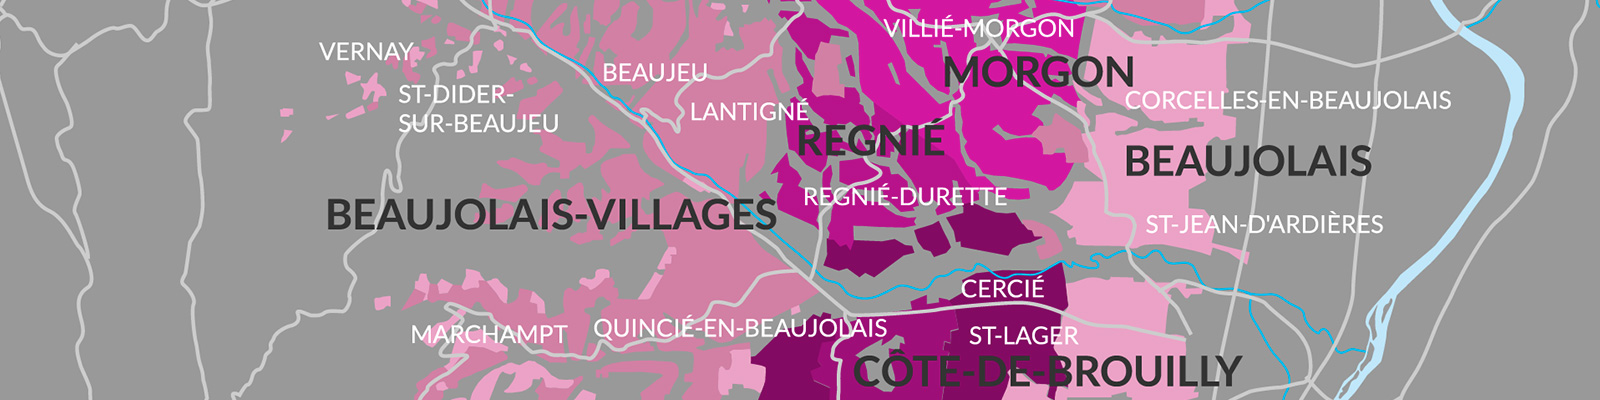 VILLIÉ-MORGON
VERNAY
BEAUJEU
MORGON
ST-DIDER-
SUR-BEAUJEU
CORCELLES-EN-BEAUJOLAIS
LANTIGNÉ
REGNIÉ
BEAUJOLAIS
REGNIÉ-DURETTE
BEAUJOLAIS-VILLAGES
ST-JEAN-D'ARDIÈRES
CERCIÉ
MARCHAMPT
QUINCIÉ-EN-BEAUJOLAIS
ST-LAGER
CÔTE-DE-BROUILLY